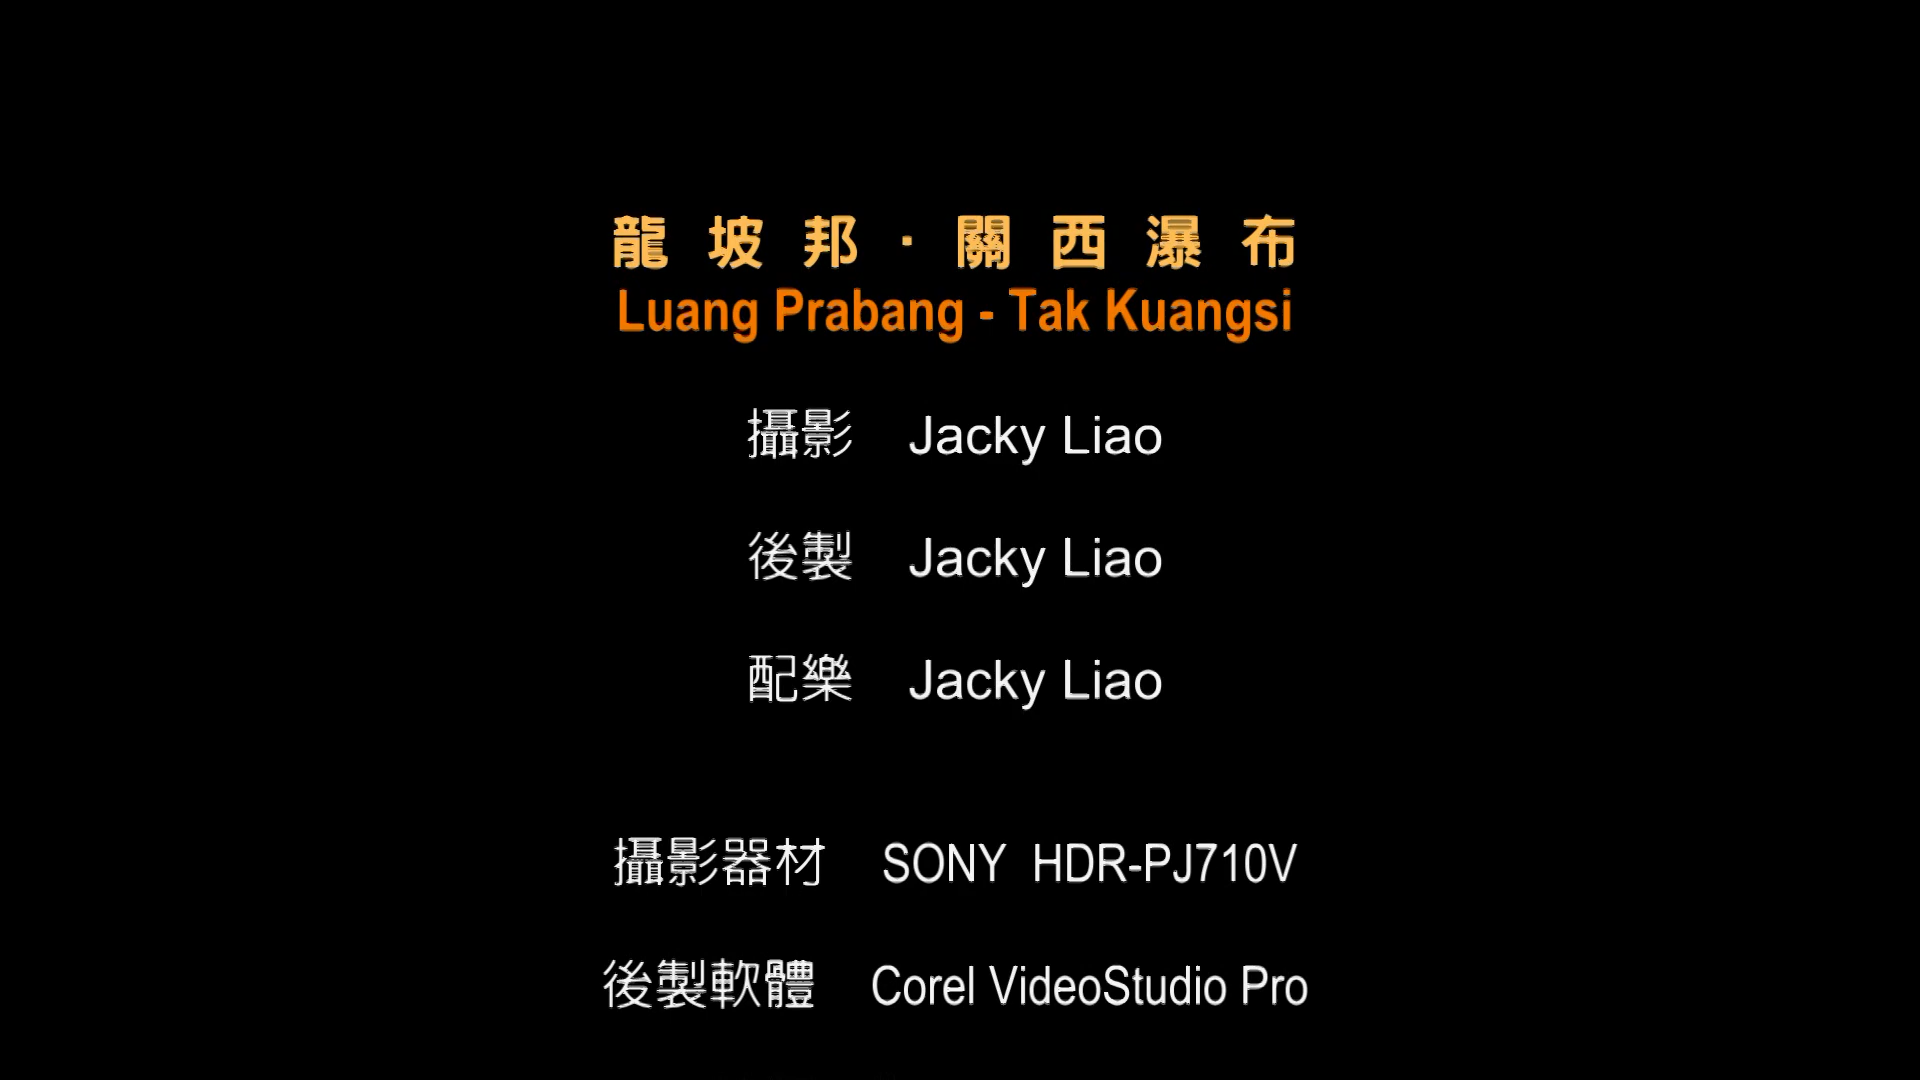 龍坡邦·關西瀑布
Luang Prabang - Tak Kuangsi
攝影 Jacky Liao
後製 Jacky Liao
配樂 Jacky Liao
攝影器材 SONY HDR-PJ710V
後製軟體 Corel VideoStudio Pro